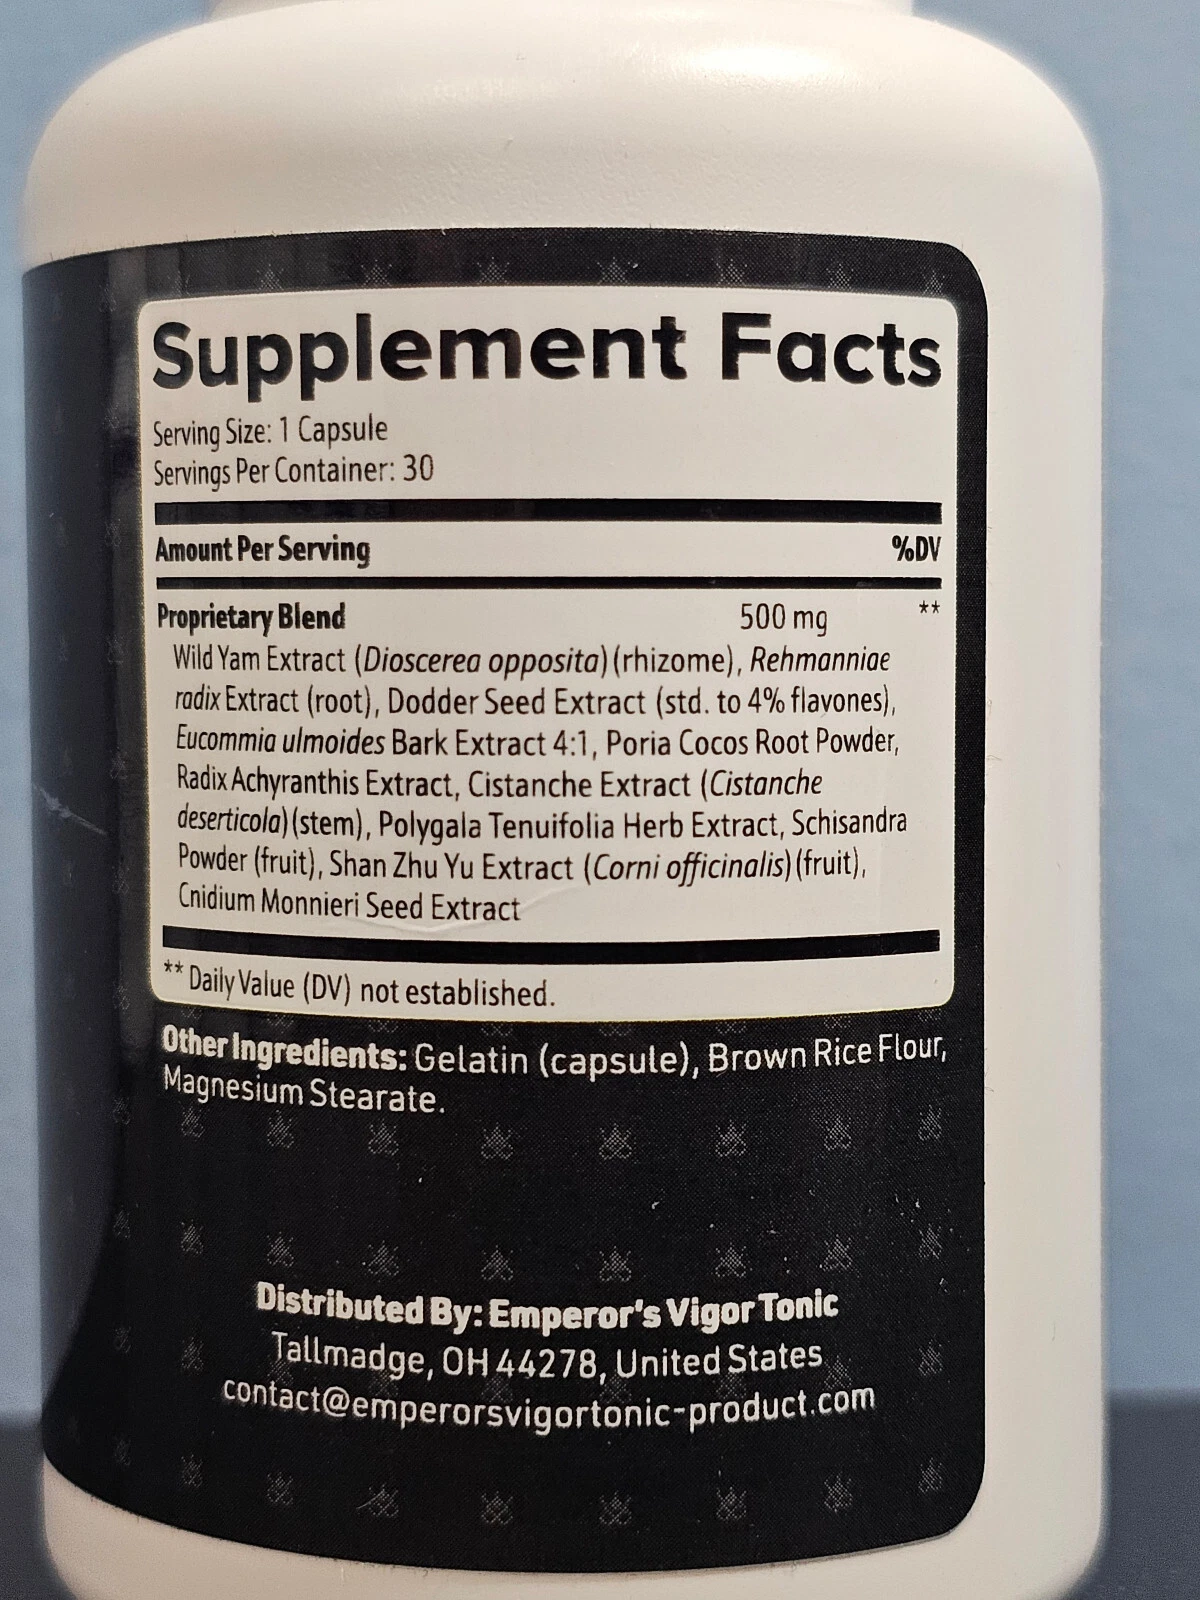 Supplement Facts
Serving Size: 1 Capsule
Servings Per Container: 30
Amount Per Serving %DV
Proprietary Blend 500 mg **
Wild Yam Extract (Dioscerea opposita) (rhizome), Rehmanniae
radix Extract (root), Dodder Seed Extract (std. to 4% flavones),
Eucommia ulmoides Bark Extract 4:1, Poria Cocos Root Powder,
Radix Achyranthis Extract, Cistanche Extract (Cistanche
deserticola) (stem), Polygala Tenuifolia Herb Extract, Schisandra
Powder (fruit), Shan Zhu Yu Extract (Corni officinalis) (fruit),
Cnidium Monnieri Seed Extract
** Daily Value (DV) not established.
Other Ingredients: Gelatin (capsule), Brown Rice Flour,
Magnesium Stearate.
Distributed By: Emperor's Vigor Tonic
Tallmadge, OH 44278, United States
contact@emperorsvigortonic-product.com